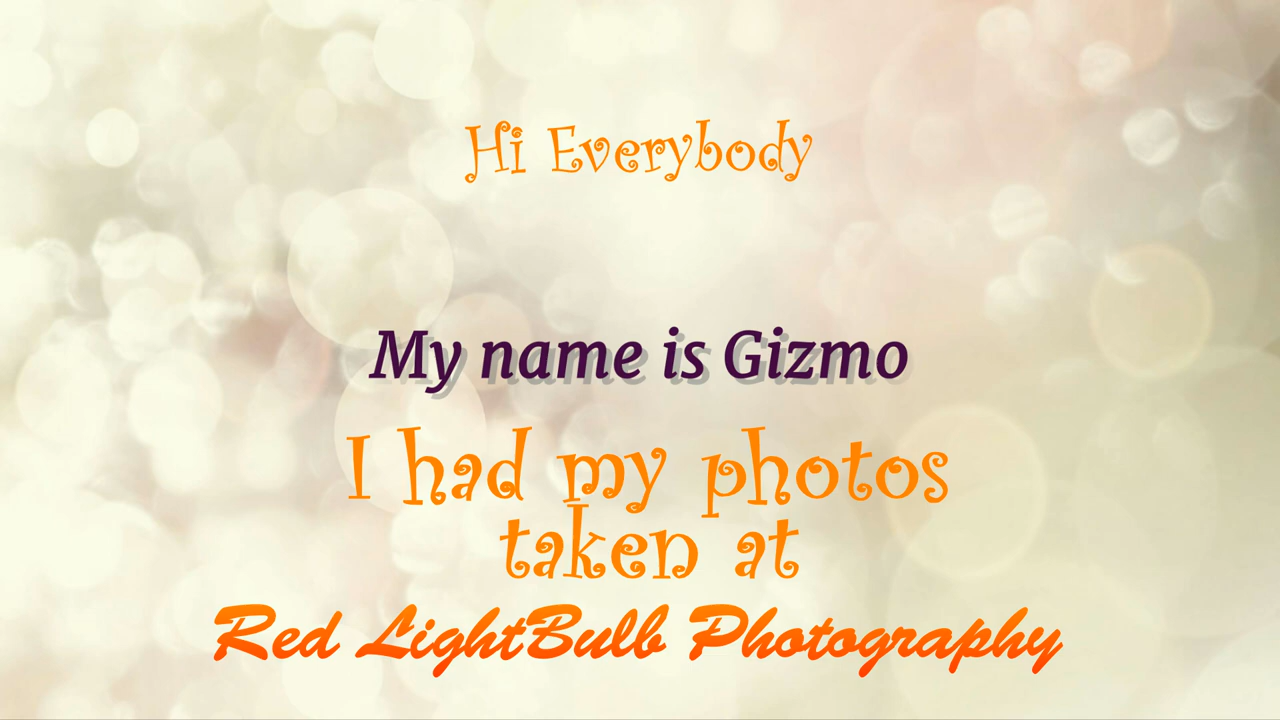 Hi Everybody
My name is Gizmo
I had my photos
taken at
Red LightBulb Photography